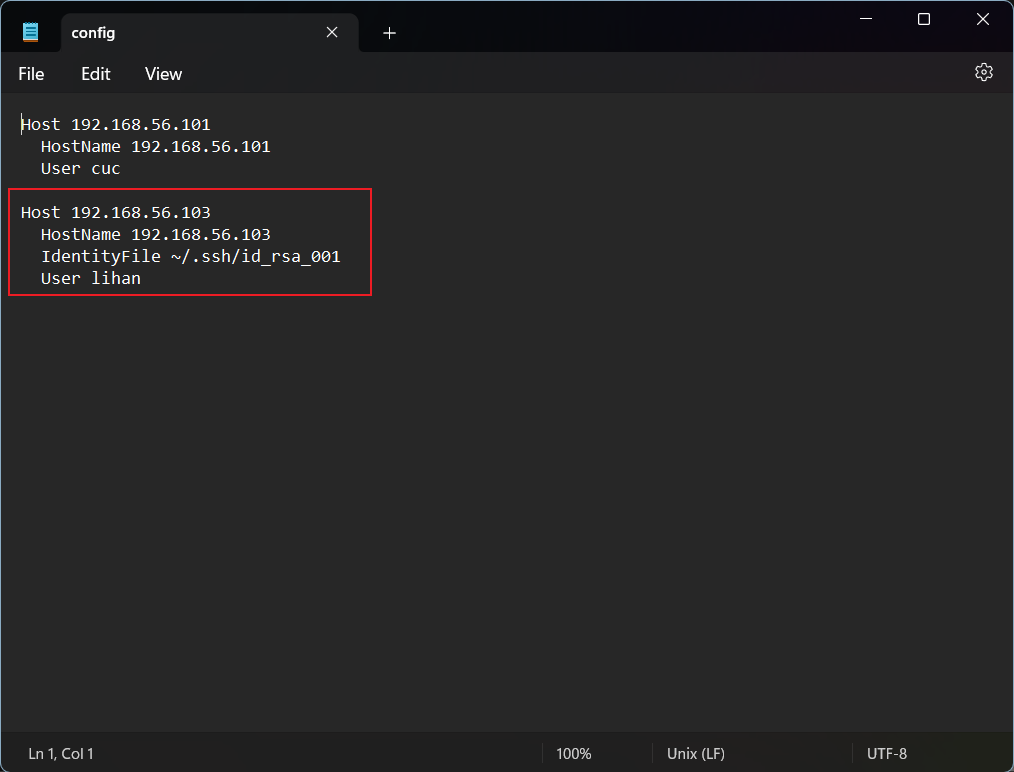 config
File Edit View
Host 192.168.56.101
  HostName 192.168.56.101
  User cuc

Host 192.168.56.103
  HostName 192.168.56.103
  IdentityFile ~/.ssh/id_rsa_001
  User lihan
Ln 1, Col 1 100% Unix (LF) UTF-8